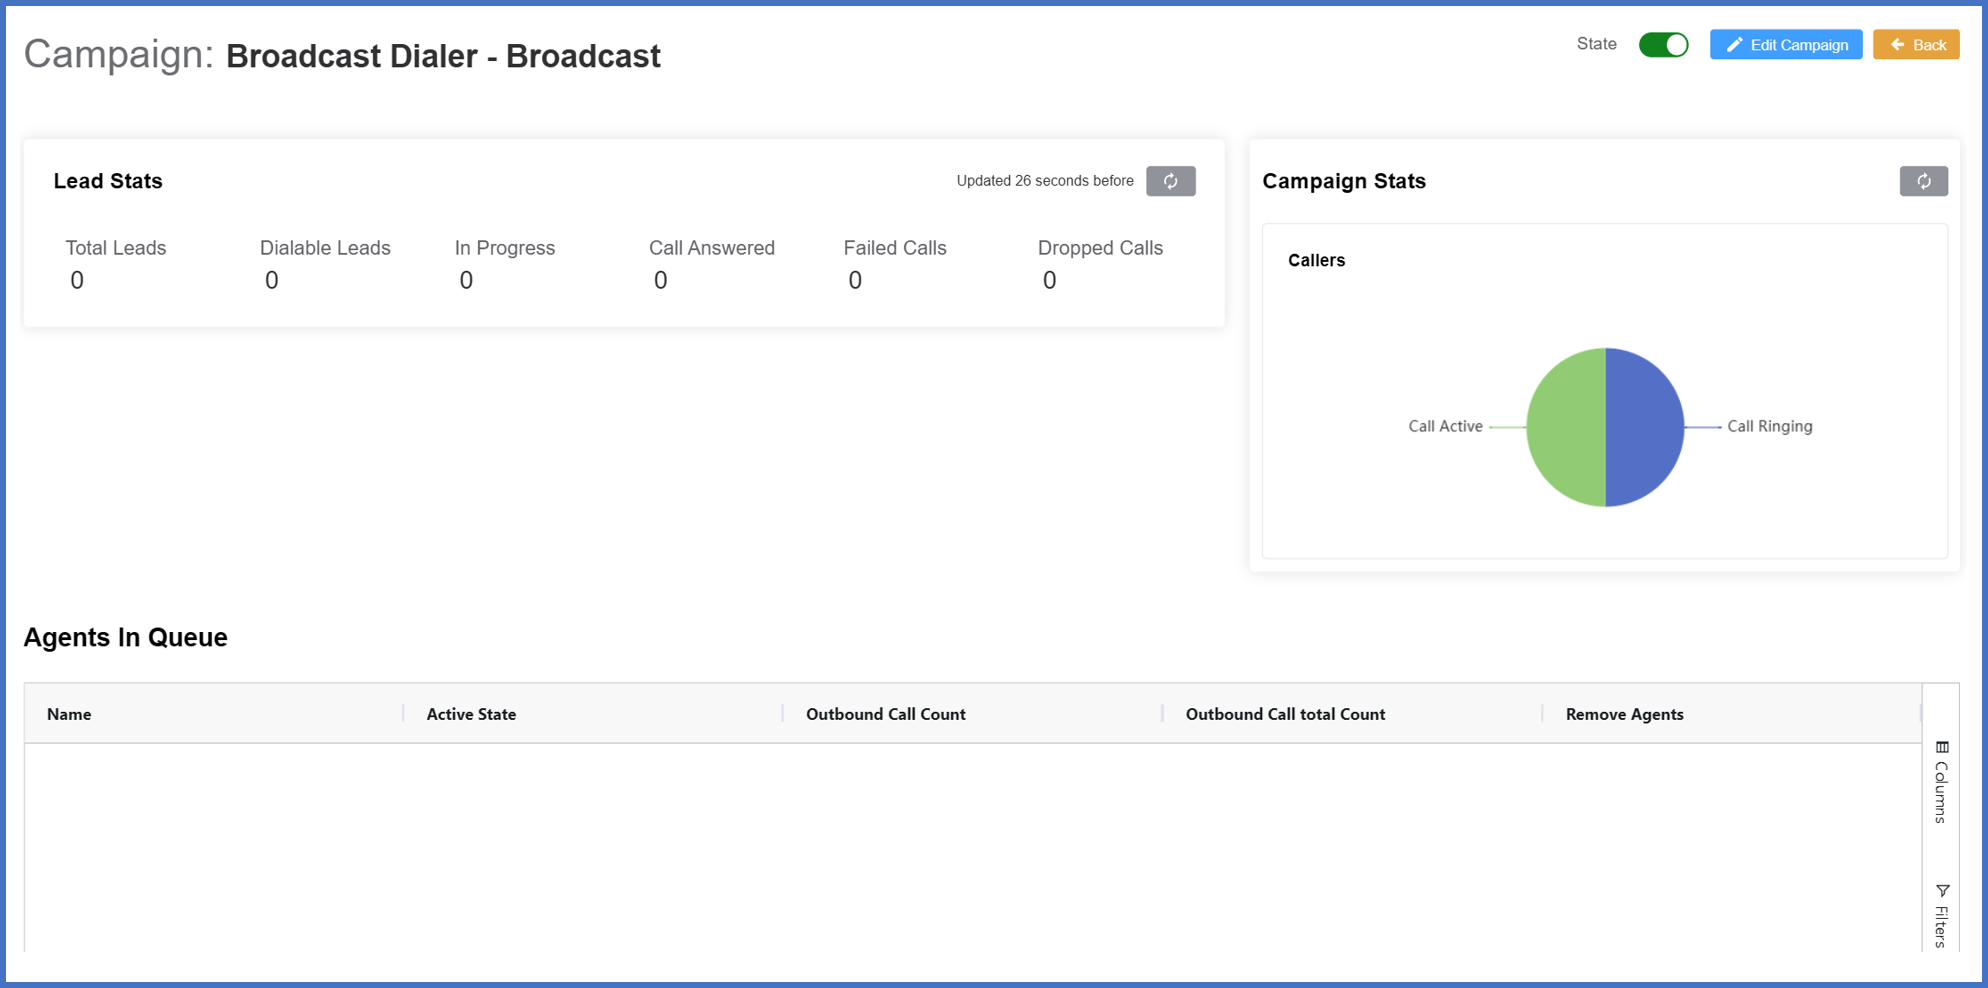 Campaign: Broadcast Dialer - Broadcast
State
Edit Campaign
Back
Lead Stats
Updated 26 seconds before
Total Leads
0
Dialable Leads
0
In Progress
0
Call Answered
0
Failed Calls
0
Dropped Calls
0
Campaign Stats
Callers
Call Active
Call Ringing
Agents In Queue
Name
Active State
Outbound Call Count
Outbound Call total Count
Remove Agents
Columns
Filters